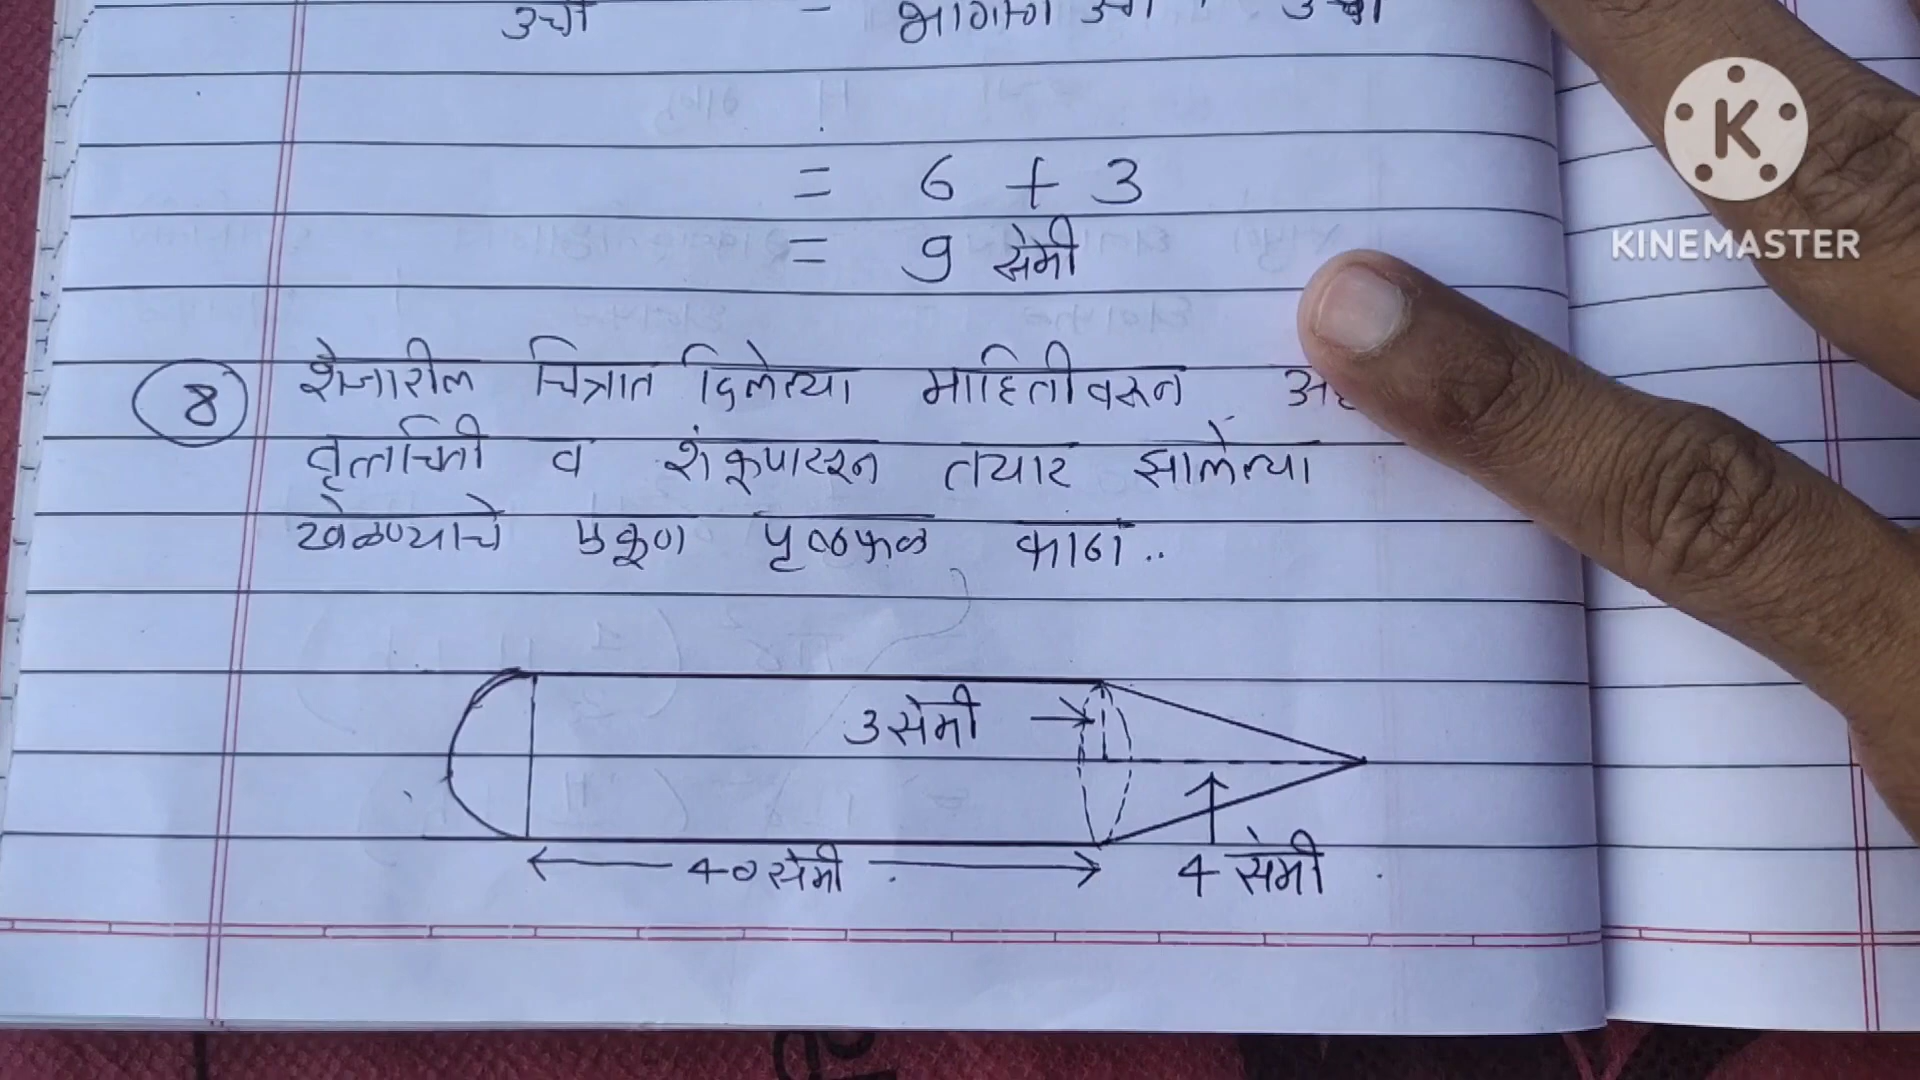 उंची = भागाची उंची + उंची
= 6 + 3
= 9 सेमी
8 शेजारील चित्रात दिलेल्या माहितीवरून
वृत्तचिती व शंकूपासून तयार झालेल्या
खेळण्याचे एकूण पृष्ठफळ काढा..
3 सेमी
40 सेमी
4 सेमी
K
KINEMASTER